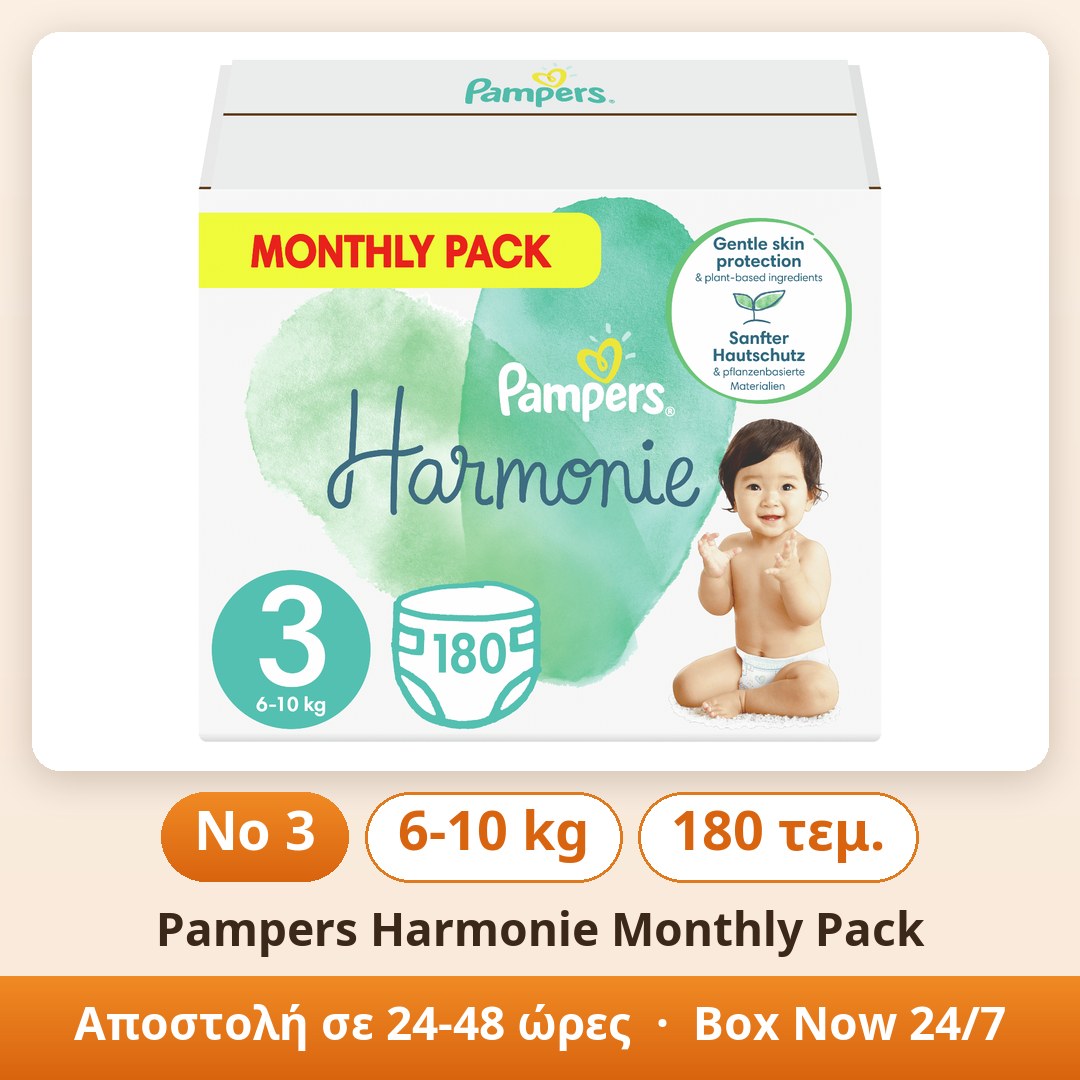 Pampers.
MONTHLY PACK
Gentle skin
protection
& plant-based ingredients
Sanfter
Hautschutz
& pflanzenbasierte
Materialien
Pampers®
Harmonie
3
6-10 kg
180
No 3
6-10 kg
180 τεμ.
Pampers Harmonie Monthly Pack
Αποστολή σε 24-48 ώρες · Box Now 24/7